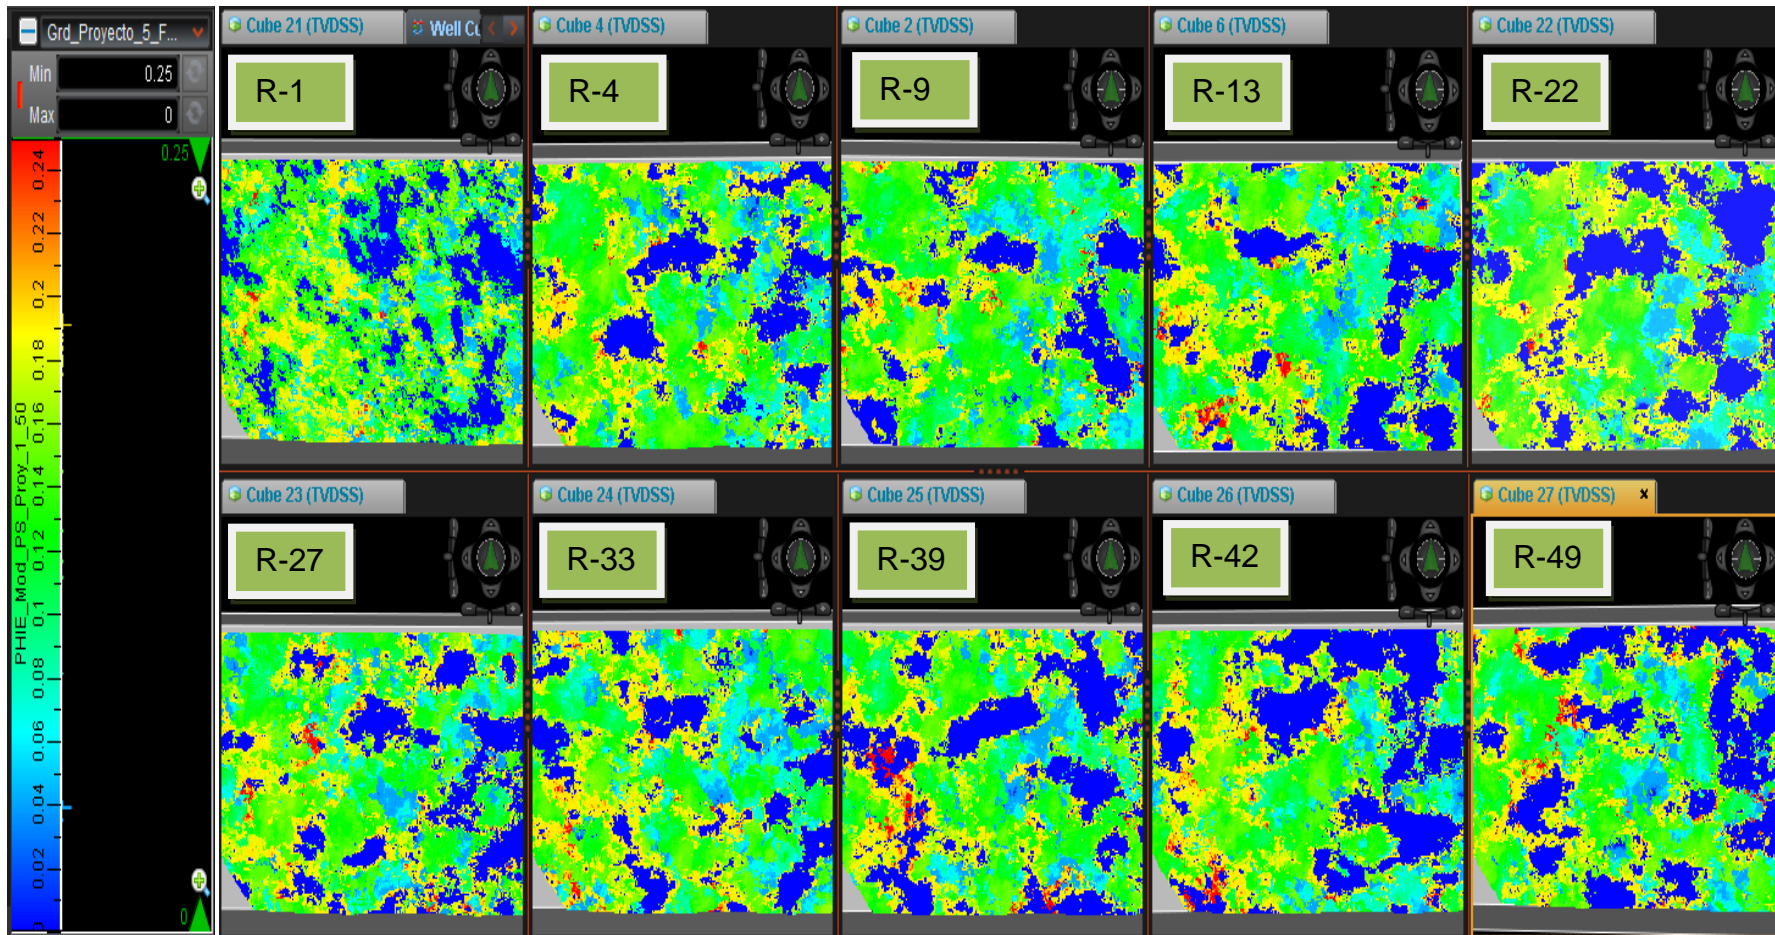 Grd_Proyecto_5_F...
Min 0.25
Max 0
0.25
0.24
0.22
0.2
0.18
0.16
0.14
0.12
0.1
0.08
0.06
0.04
0.02
0
PHIE_Mod_PS_Proy_1_50
0
Cube 21 (TVDSS)
Well Cu
Cube 4 (TVDSS)
Cube 2 (TVDSS)
Cube 6 (TVDSS)
Cube 22 (TVDSS)
R-1
R-4
R-9
R-13
R-22
Cube 23 (TVDSS)
Cube 24 (TVDSS)
Cube 25 (TVDSS)
Cube 26 (TVDSS)
Cube 27 (TVDSS) x
R-27
R-33
R-39
R-42
R-49